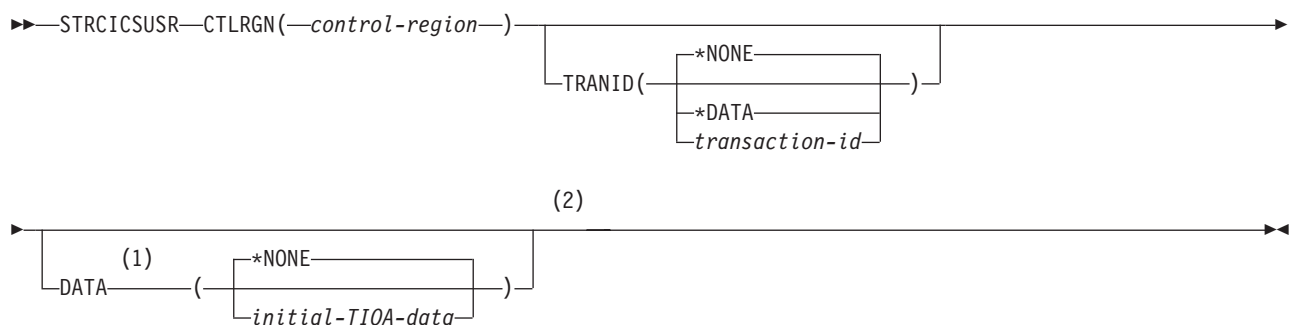 STRCICSUSR CTLRGN( control-region )
*NONE
TRANID( )
*DATA
transaction-id
(2)
(1) *NONE
DATA ( )
initial-TIOA-data